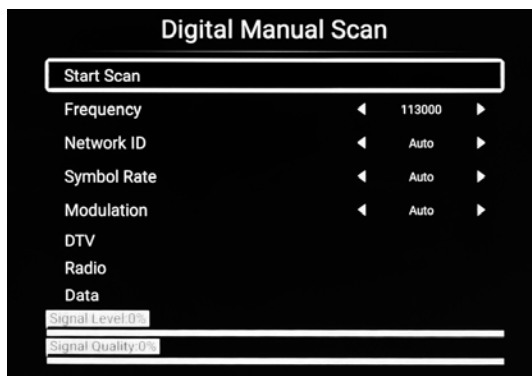 Digital Manual Scan
Start Scan
Frequency 113000
Network ID Auto
Symbol Rate Auto
Modulation Auto
DTV
Radio
Data
Signal Level:0%
Signal Quality:0%